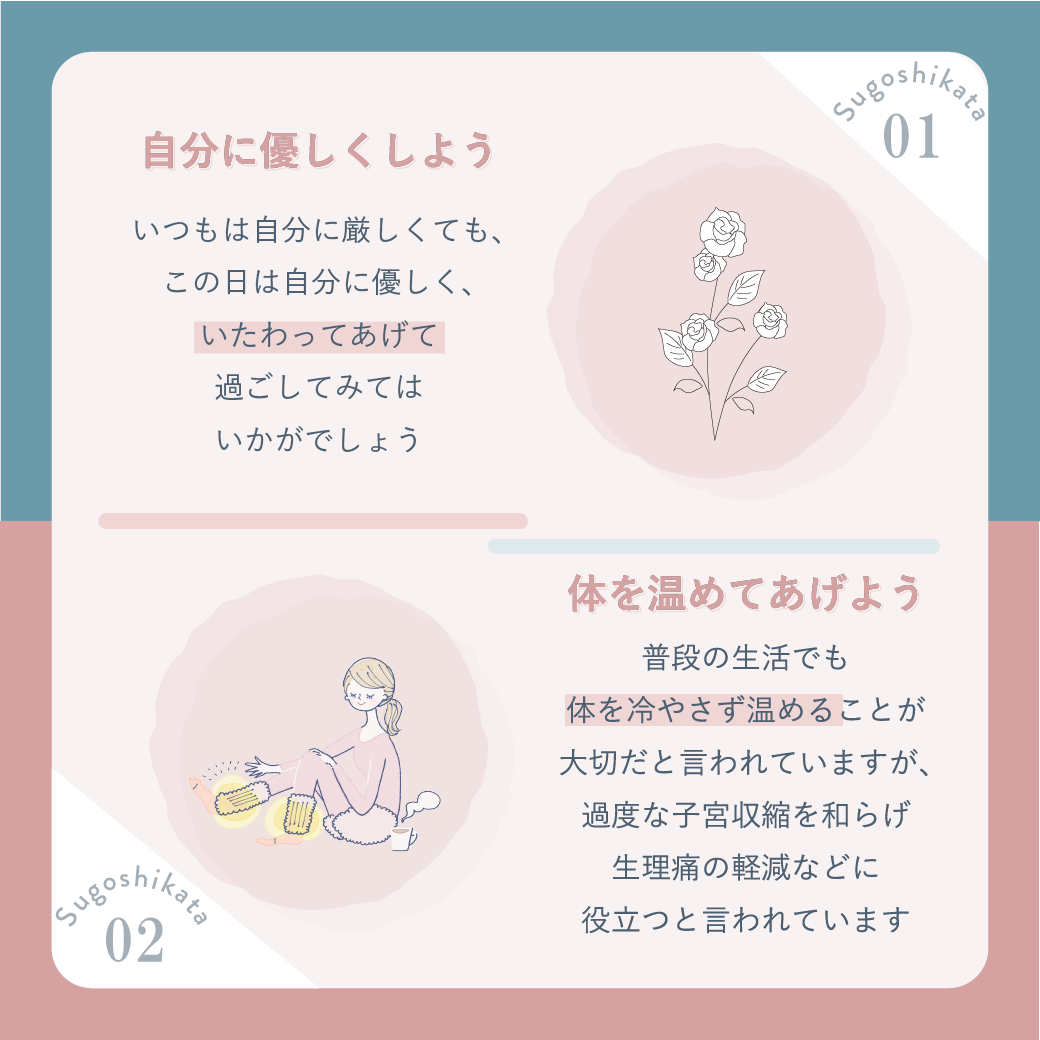 Sugoshikata
01
自分に優しくしよう
いつもは自分に厳しくても、
この日は自分に優しく、
いたわってあげて
過ごしてみては
いかがでしょう
体を温めてあげよう
普段の生活でも
体を冷やさず温めることが
大切だと言われていますが、
過度な子宮収縮を和らげ
生理痛の軽減などに
役立つと言われています
Sugoshikata
02